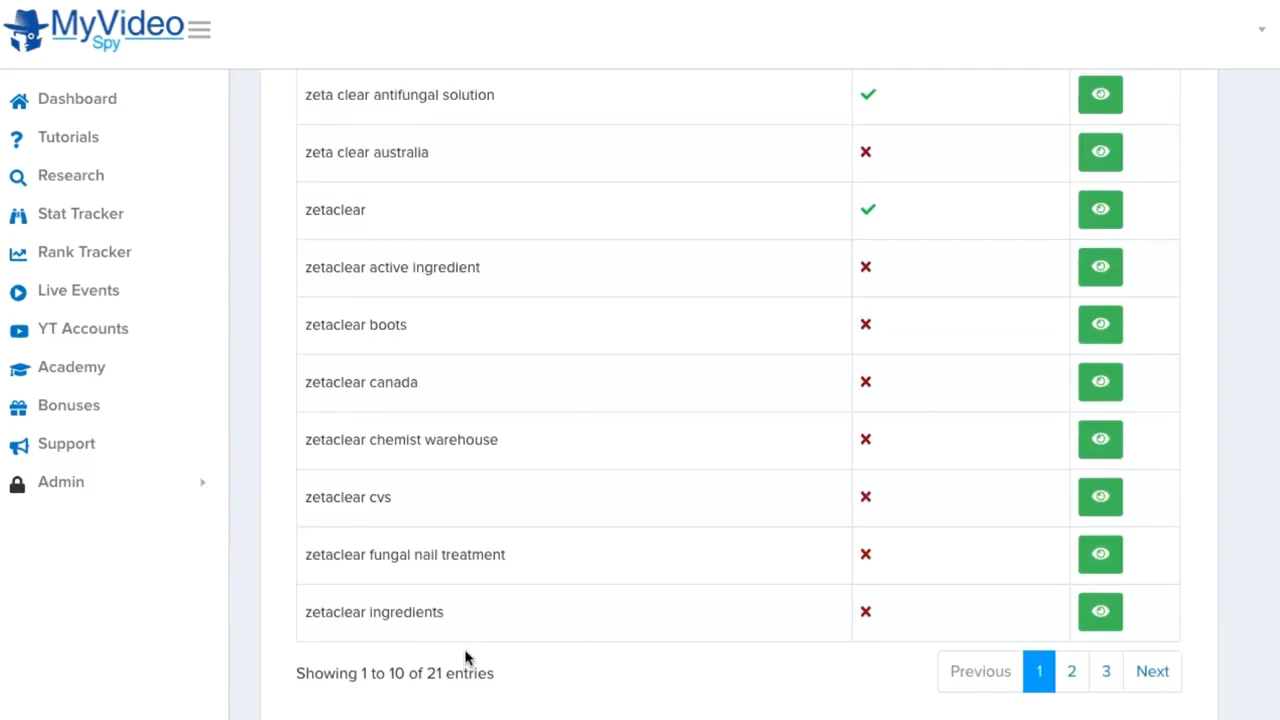 MyVideo
Spy
Dashboard
Tutorials
Research
Stat Tracker
Rank Tracker
Live Events
YT Accounts
Academy
Bonuses
Support
Admin
zeta clear antifungal solution
zeta clear australia
zetaclear
zetaclear active ingredient
zetaclear boots
zetaclear canada
zetaclear chemist warehouse
zetaclear cvs
zetaclear fungal nail treatment
zetaclear ingredients
Showing 1 to 10 of 21 entries
Previous 1 2 3 Next